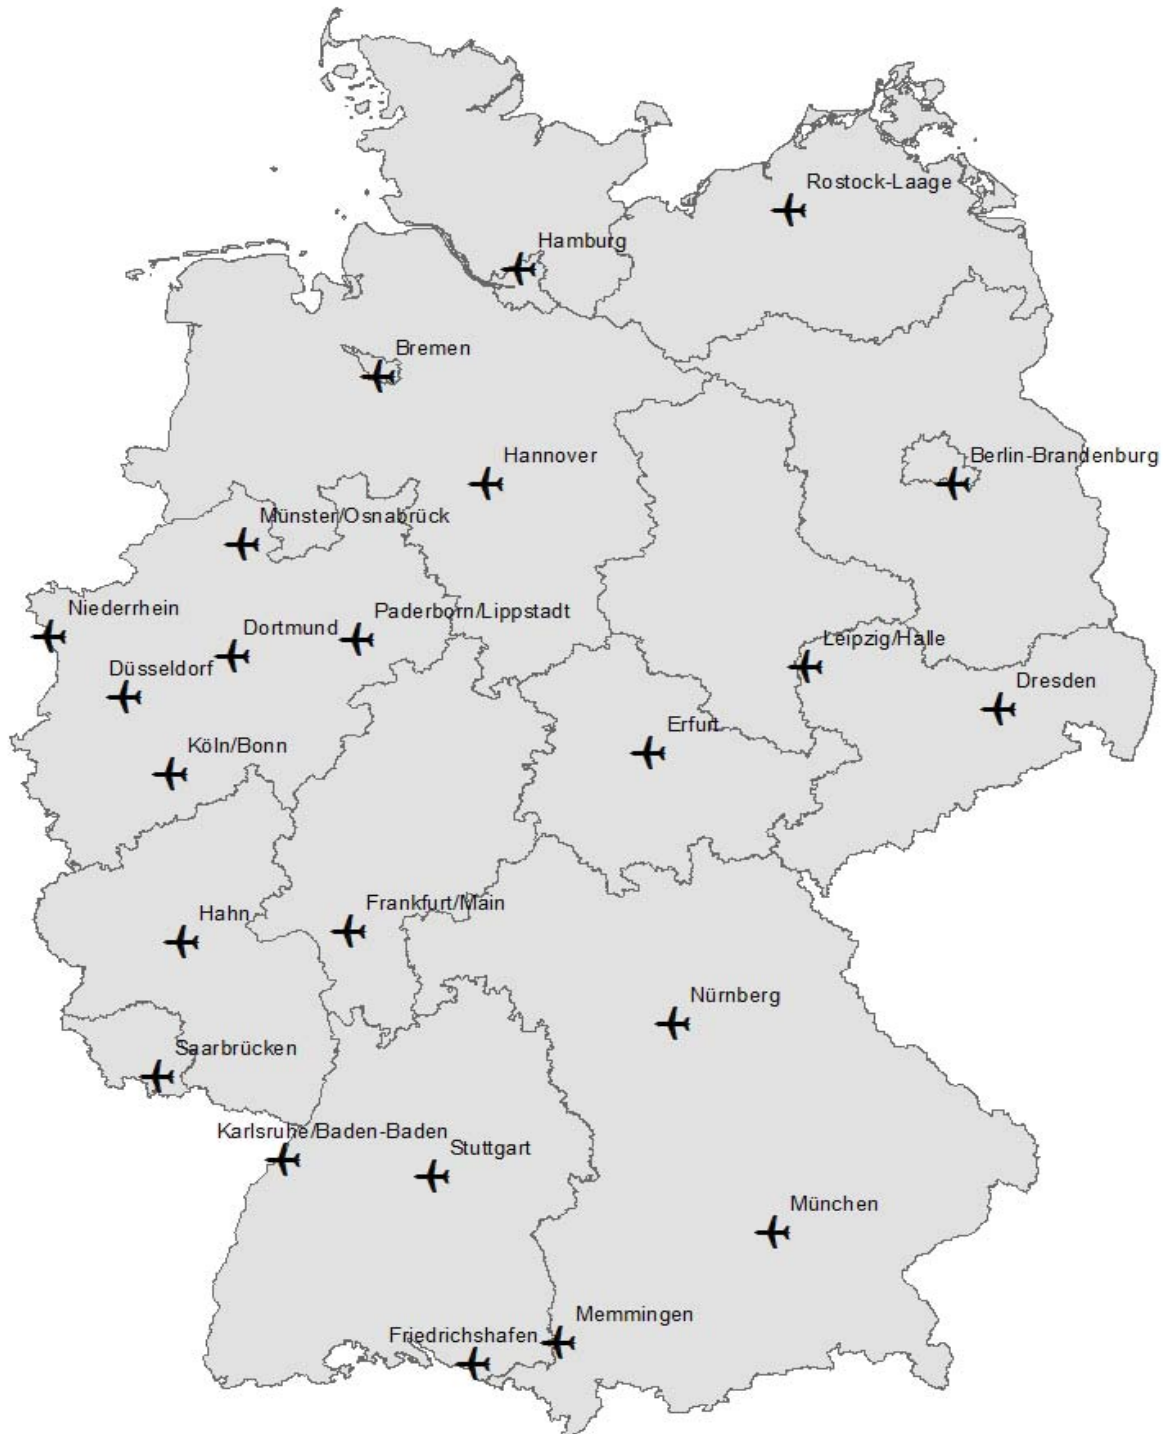 Rostock-Laage
Hamburg
Bremen
Hannover
Berlin-Brandenburg
Münster/Osnabrück
Niederrhein
Dortmund
Paderborn/Lippstadt
Leipzig/Halle
Düsseldorf
Dresden
Erfurt
Köln/Bonn
Hahn
Frankfurt/Main
Nürnberg
Saarbrücken
Karlsruhe/Baden-Baden
Stuttgart
München
Memmingen
Friedrichshafen